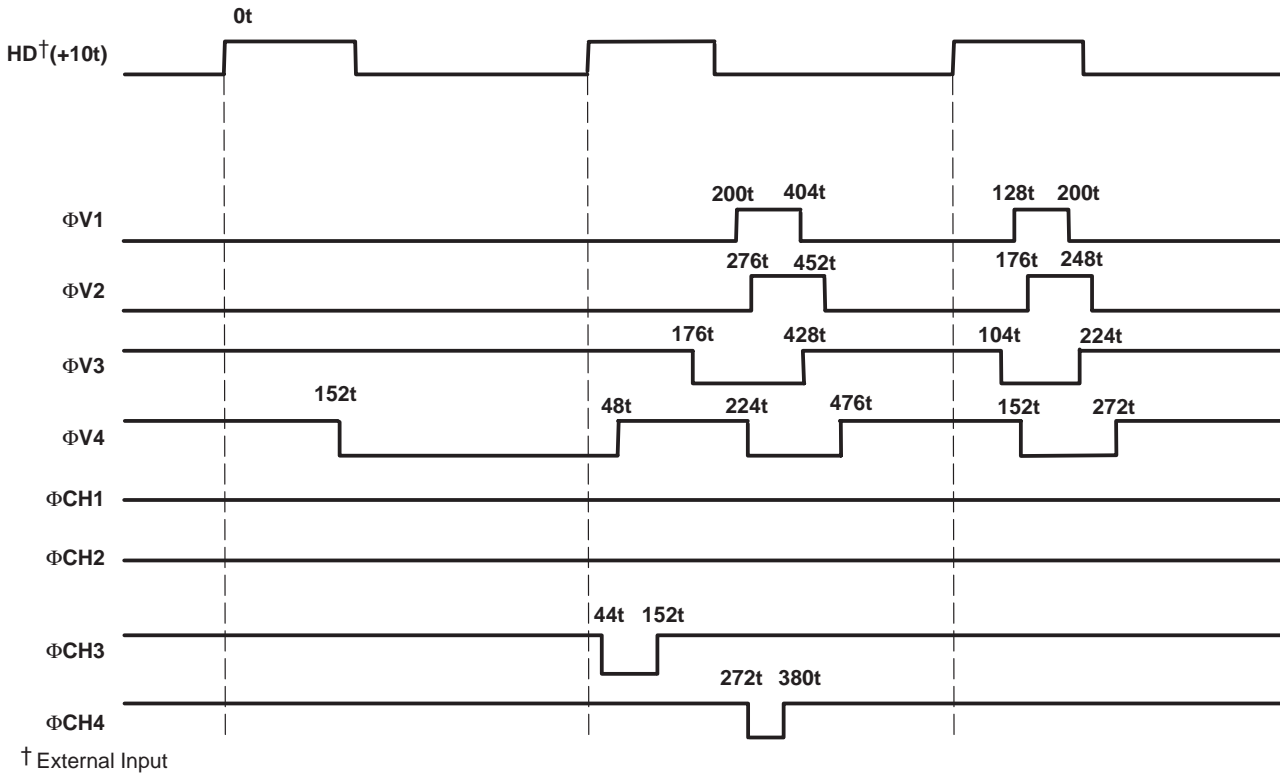 0t
HD†(+10t)
200t 404t 128t 200t
ΦV1
276t 452t 176t 248t
ΦV2
176t 428t 104t 224t
ΦV3
152t 48t 224t 476t 152t 272t
ΦV4
ΦCH1
ΦCH2
44t 152t
ΦCH3
272t 380t
ΦCH4
† External Input